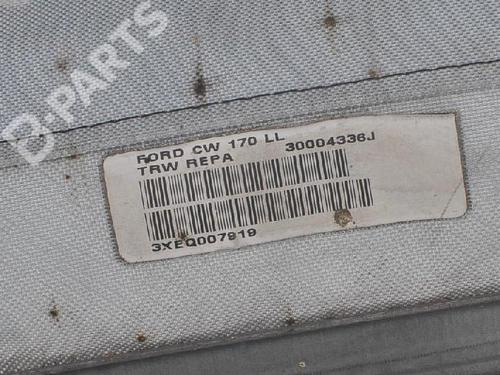 B-PARTS
FORD CW 170 LL
TRW REPA 30004336J
3XEQ007919